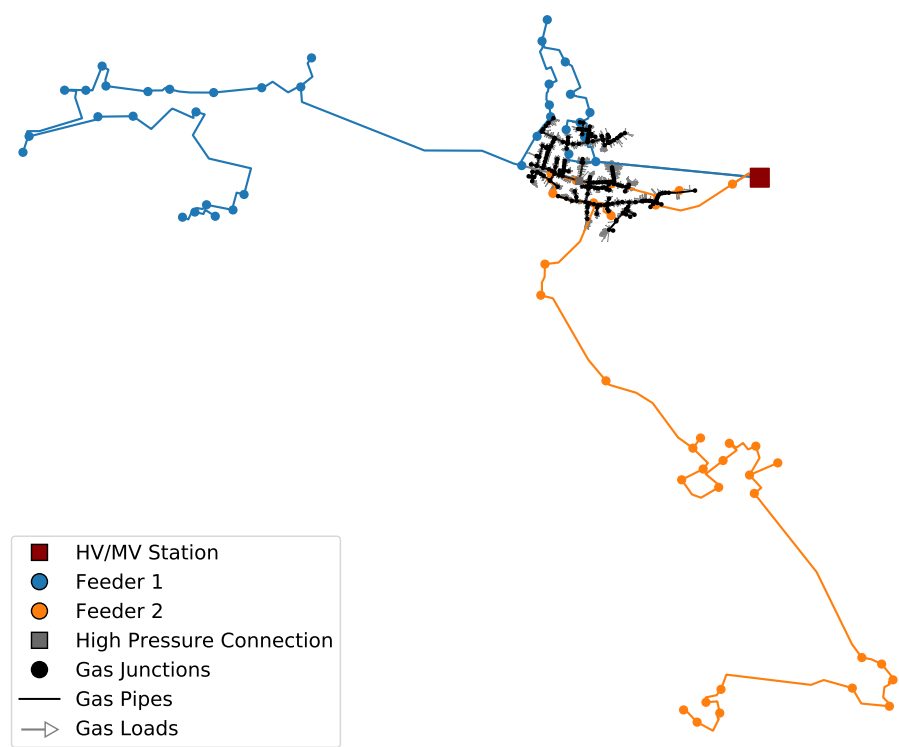 HV/MV Station
Feeder 1
Feeder 2
High Pressure Connection
Gas Junctions
Gas Pipes
Gas Loads